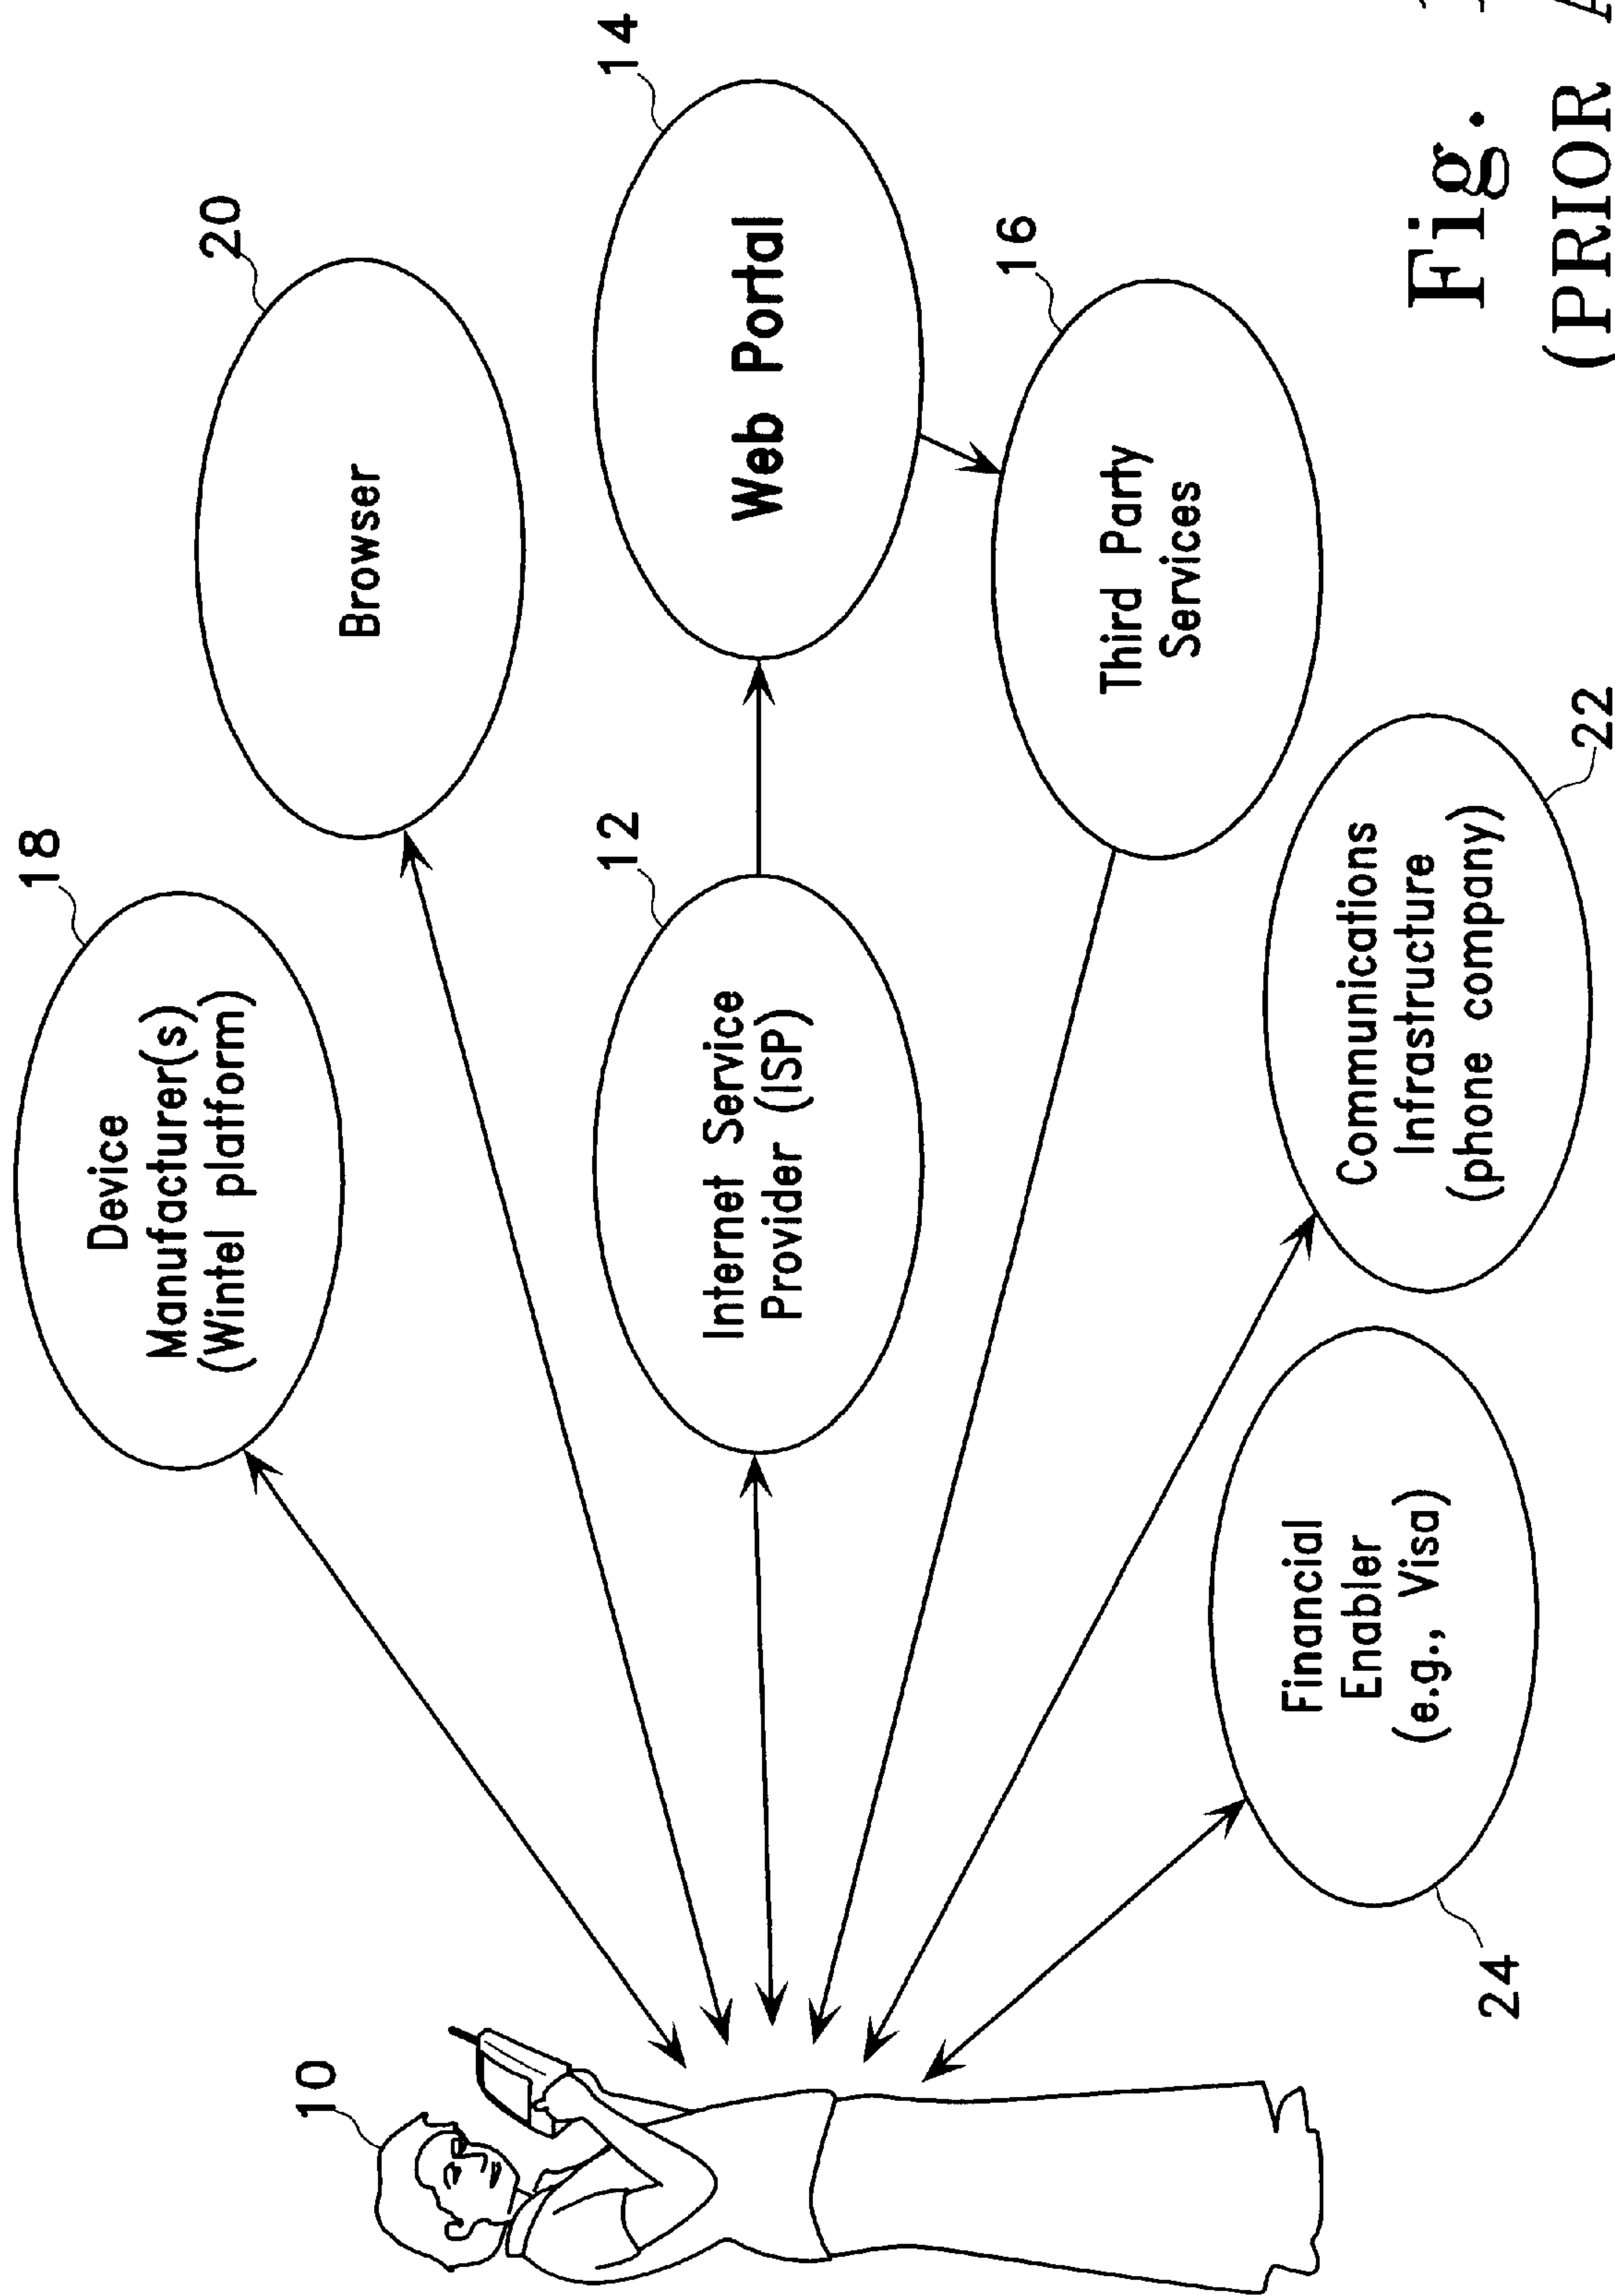 18
Device
Manufacturer(s)
(Wintel platform)
20
Browser
10
12
Internet Service
Provider (ISP)
14
Web Portal
16
Third Party
Services
24
Financial
Enabler
(e.g., Visa)
22
Communications
Infrastructure
(phone company)
Fig.
(PRIOR